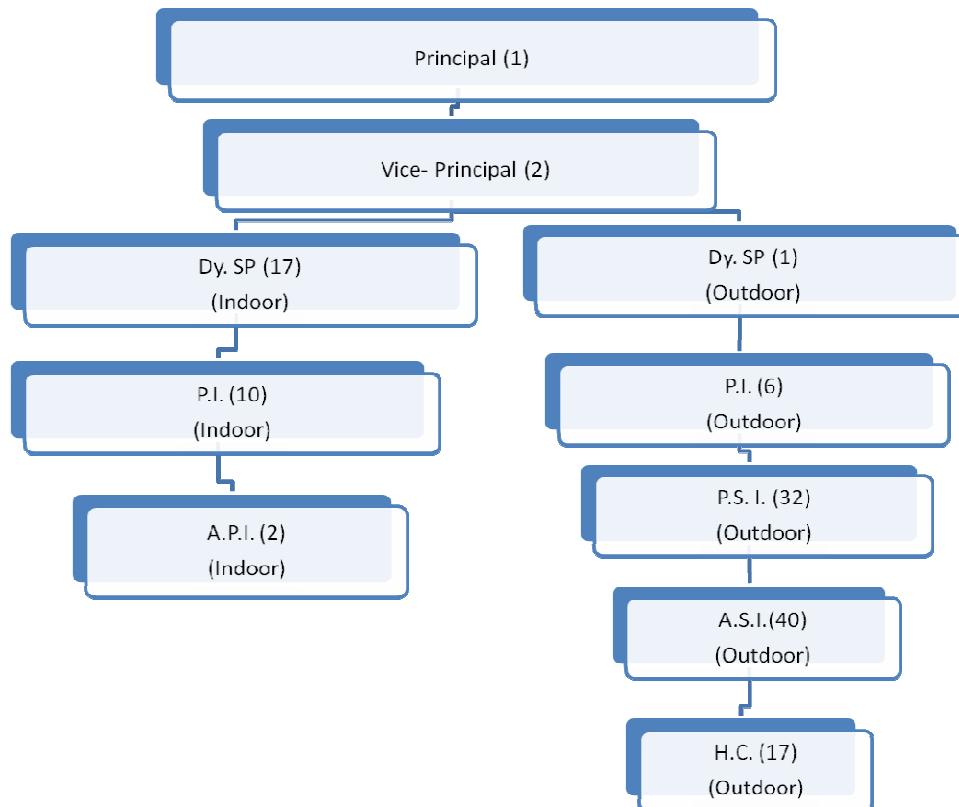 Principal (1)
Vice- Principal (2)
Dy. SP (17)
(Indoor)
Dy. SP (1)
(Outdoor)
P.I. (10)
(Indoor)
P.I. (6)
(Outdoor)
A.P.I. (2)
(Indoor)
P.S. I. (32)
(Outdoor)
A.S.I.(40)
(Outdoor)
H.C. (17)
(Outdoor)